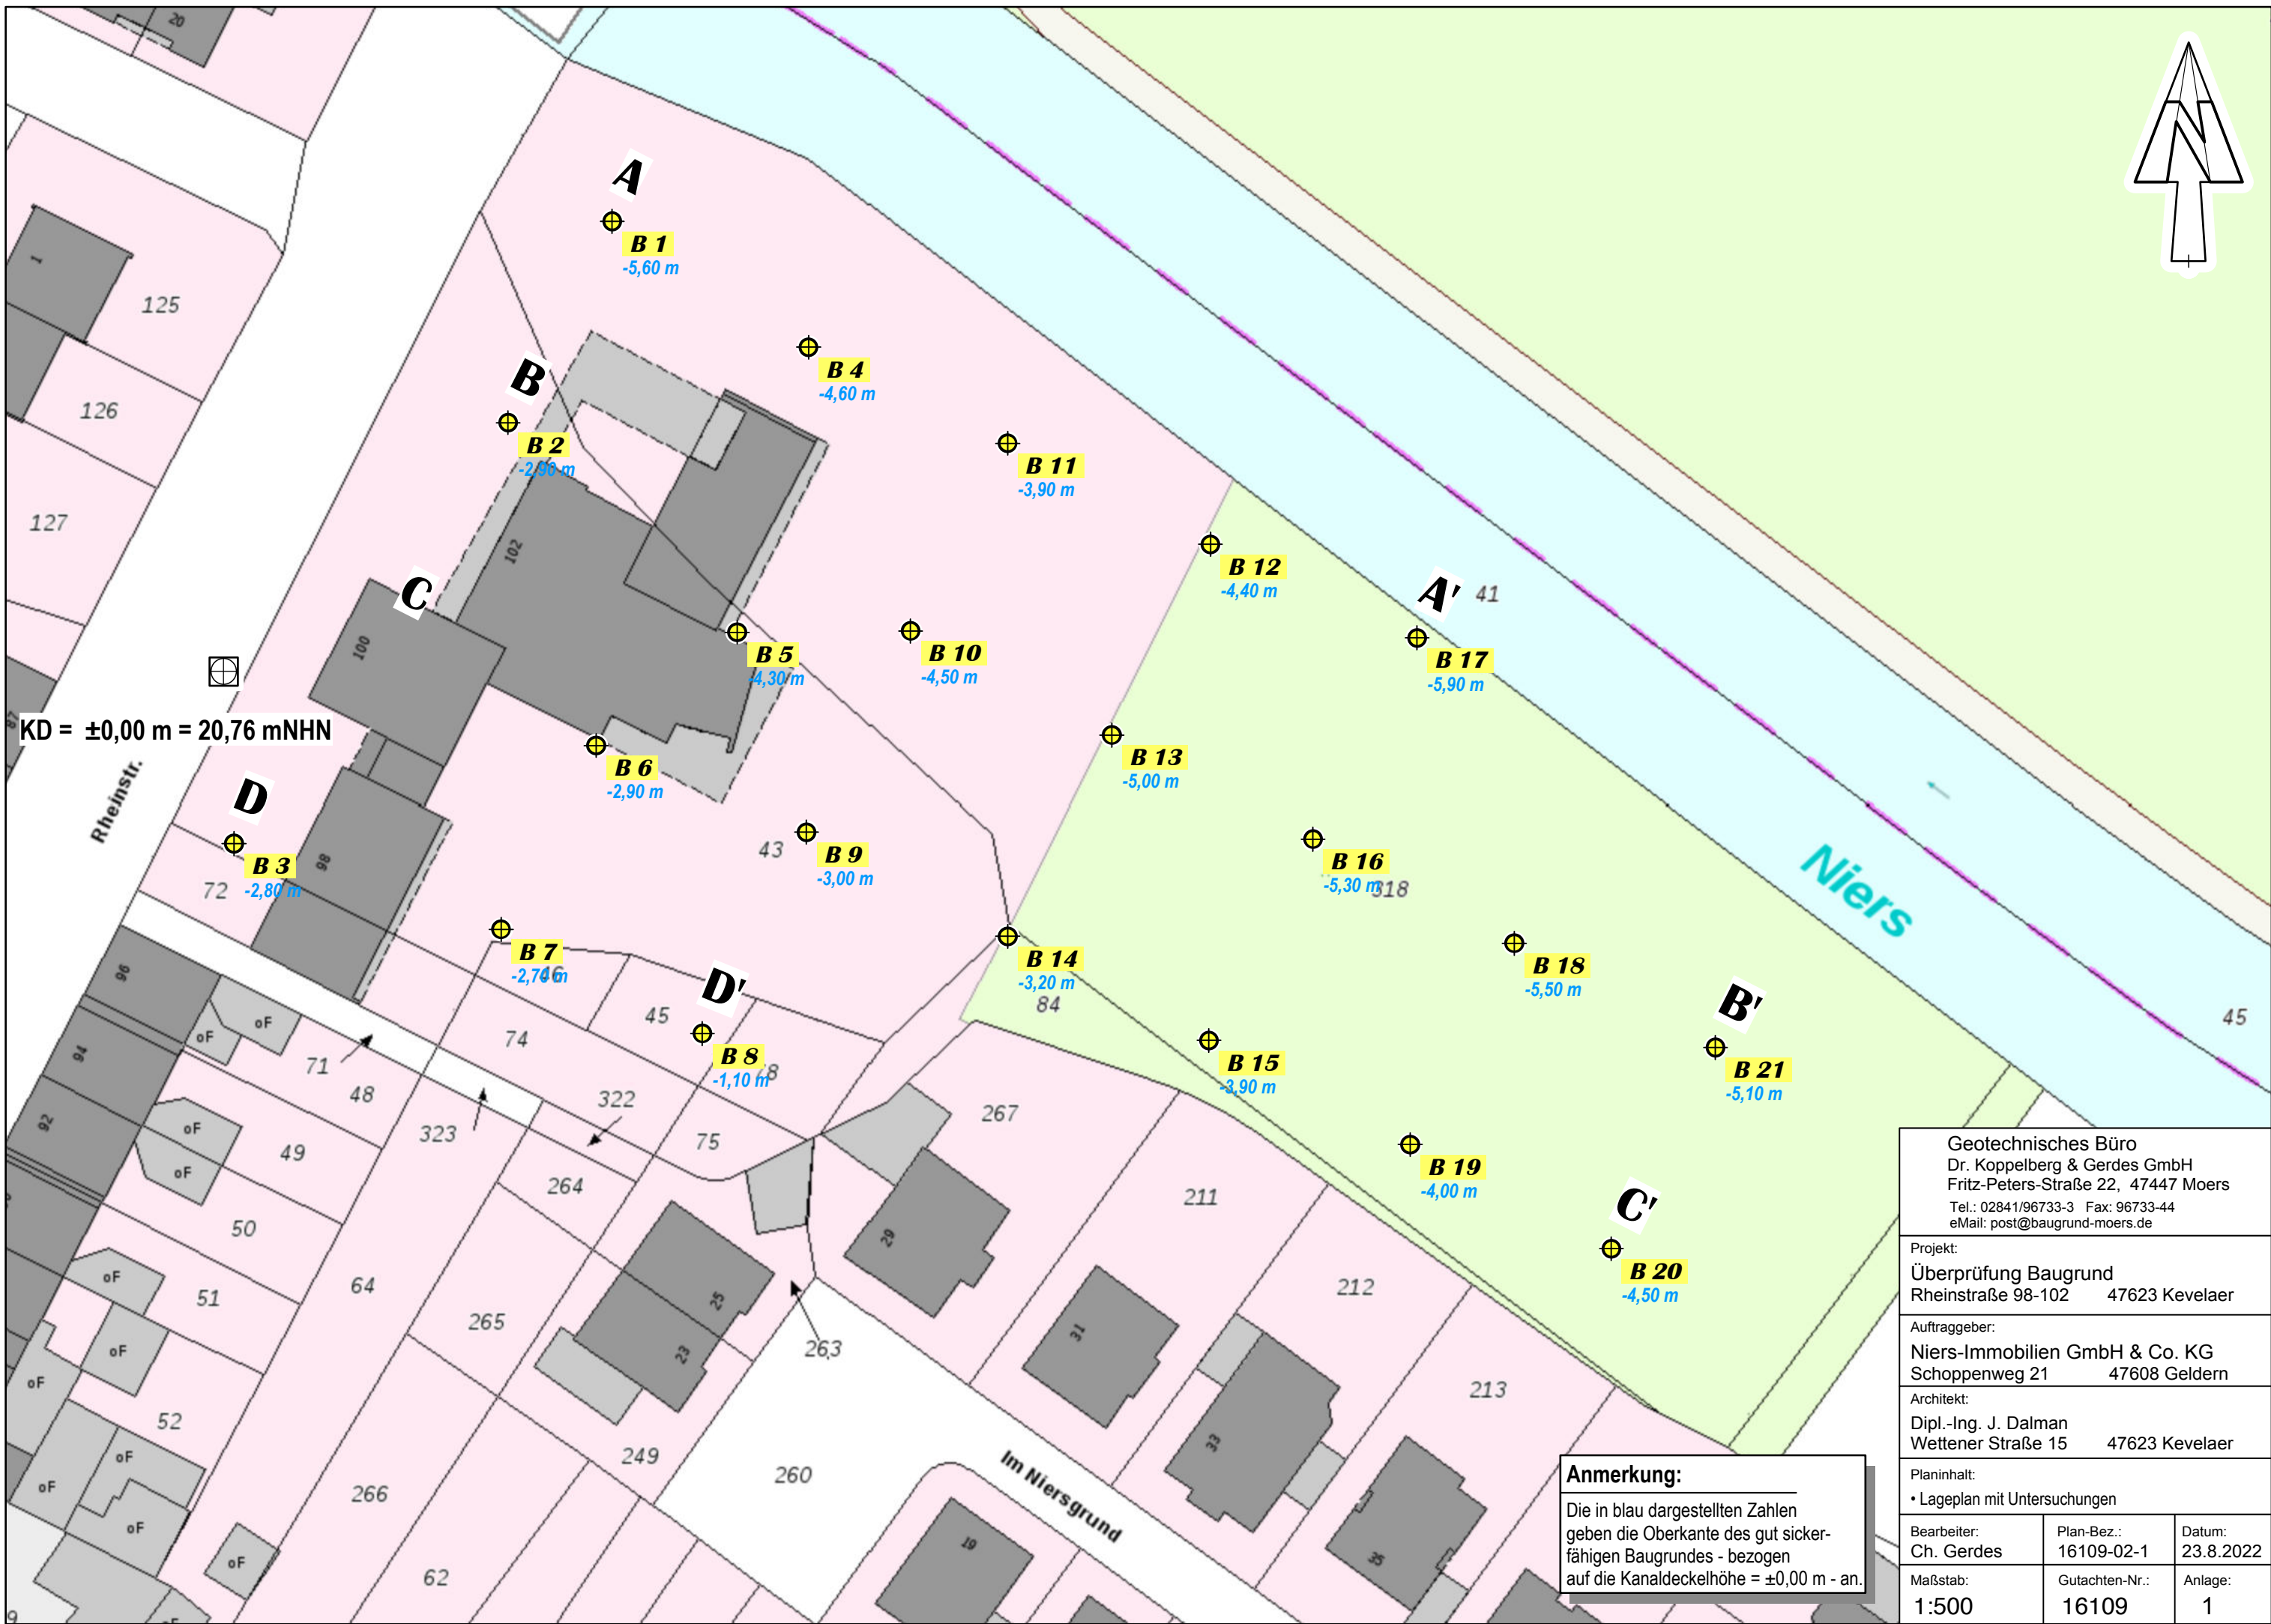 20
A
B 1
-5,60 m
1
125
126
127
B
B 2
-2,90 m
B 4
-4,60 m
B 11
-3,90 m
102
C
100
B 12
-4,40 m
A'
41
B 5
-4,30 m
B 10
-4,50 m
B 17
-5,90 m
87
KD = ±0,00 m = 20,76 mNHN
Rheinstr.
B 6
-2,90 m
B 13
-5,00 m
D
B 3
-2,80 m
72
98
43
B 9
-3,00 m
B 16
-5,30 m
318
Niers
B 7
-2,70 m
46
B 14
-3,20 m
84
B 18
-5,50 m
D'
45
B 8
-1,10 m
78
B 15
-3,90 m
B'
B 21
-5,10 m
45
96
94
92
oF
oF
71
48
74
322
323
75
267
49
oF
oF
50
264
211
B 19
-4,00 m
C'
B 20
-4,50 m
29
oF
51
64
265
25
23
263
31
212
213
oF
oF
52
oF
oF
oF
oF
oF
266
249
260
Im Niersgrund
33
35
19
62
9
Anmerkung:
Die in blau dargestellten Zahlen
geben die Oberkante des gut sicker-
fähigen Baugrundes - bezogen
auf die Kanaldeckelhöhe = ±0,00 m - an.
Geotechnisches Büro
Dr. Koppelberg & Gerdes GmbH
Fritz-Peters-Straße 22, 47447 Moers
Tel.: 02841/96733-3 Fax: 96733-44
eMail: post@baugrund-moers.de
Projekt:
Überprüfung Baugrund
Rheinstraße 98-102 47623 Kevelaer
Auftraggeber:
Niers-Immobilien GmbH & Co. KG
Schoppenweg 21 47608 Geldern
Architekt:
Dipl.-Ing. J. Dalman
Wettener Straße 15 47623 Kevelaer
Planinhalt:
• Lageplan mit Untersuchungen
Bearbeiter:
Ch. Gerdes
Plan-Bez.:
16109-02-1
Datum:
23.8.2022
Maßstab:
1:500
Gutachten-Nr.:
16109
Anlage:
1